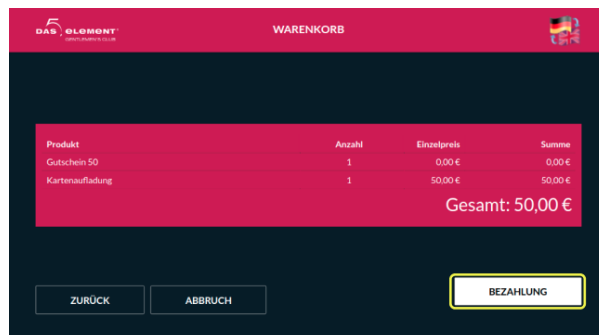 DAS 5 ELEMENT
GENTLEMEN'S CLUB
WARENKORB
Produkt Anzahl Einzelpreis Summe
Gutschein 50 1 0,00 € 0,00 €
Kartenaufladung 1 50,00 € 50,00 €
Gesamt: 50,00 €
ZURÜCK ABBRUCH BEZAHLUNG